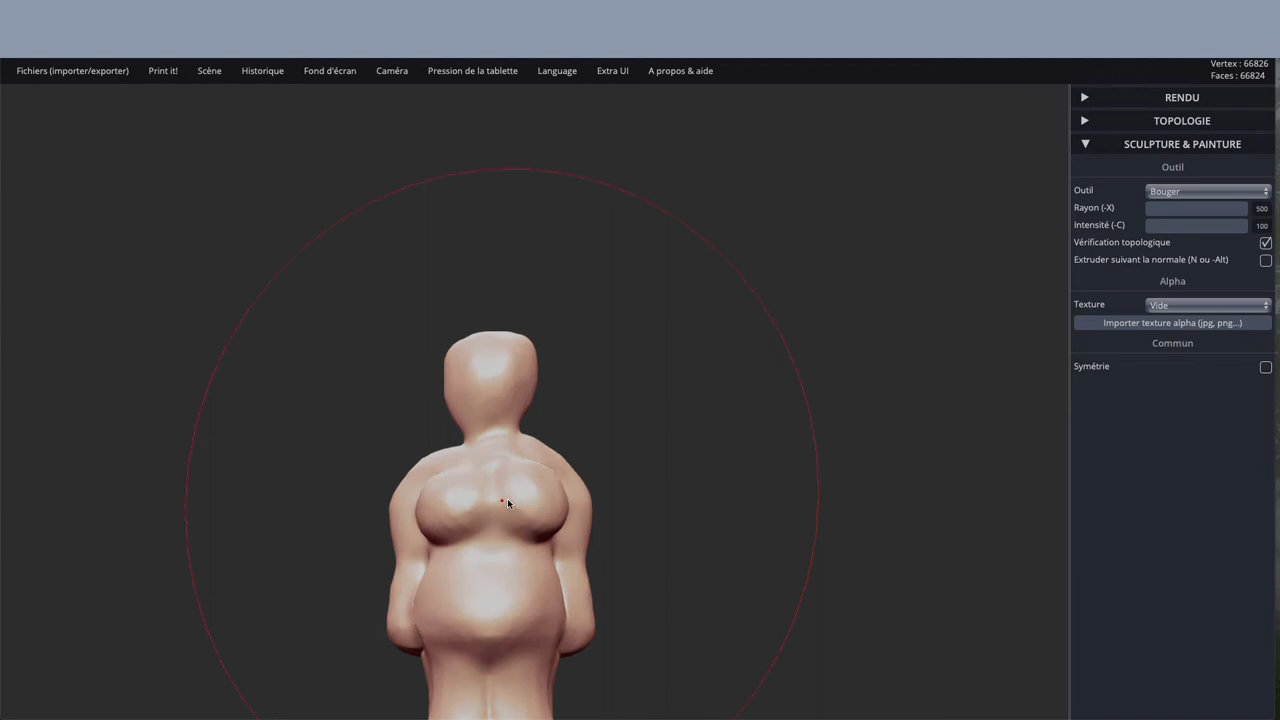 Fichiers (importer/exporter) Print it! Scène Historique Fond d'écran Caméra Pression de la tablette Language Extra UI A propos & aide
Vertex : 66826
Faces : 66824
RENDU
TOPOLOGIE
SCULPTURE & PAINTURE
Outil
Outil Bouger
Rayon (-X) 500
Intensité (-C) 100
Vérification topologique
Extruder suivant la normale (N ou -Alt)
Alpha
Texture Vide
Importer texture alpha (jpg, png...)
Commun
Symétrie